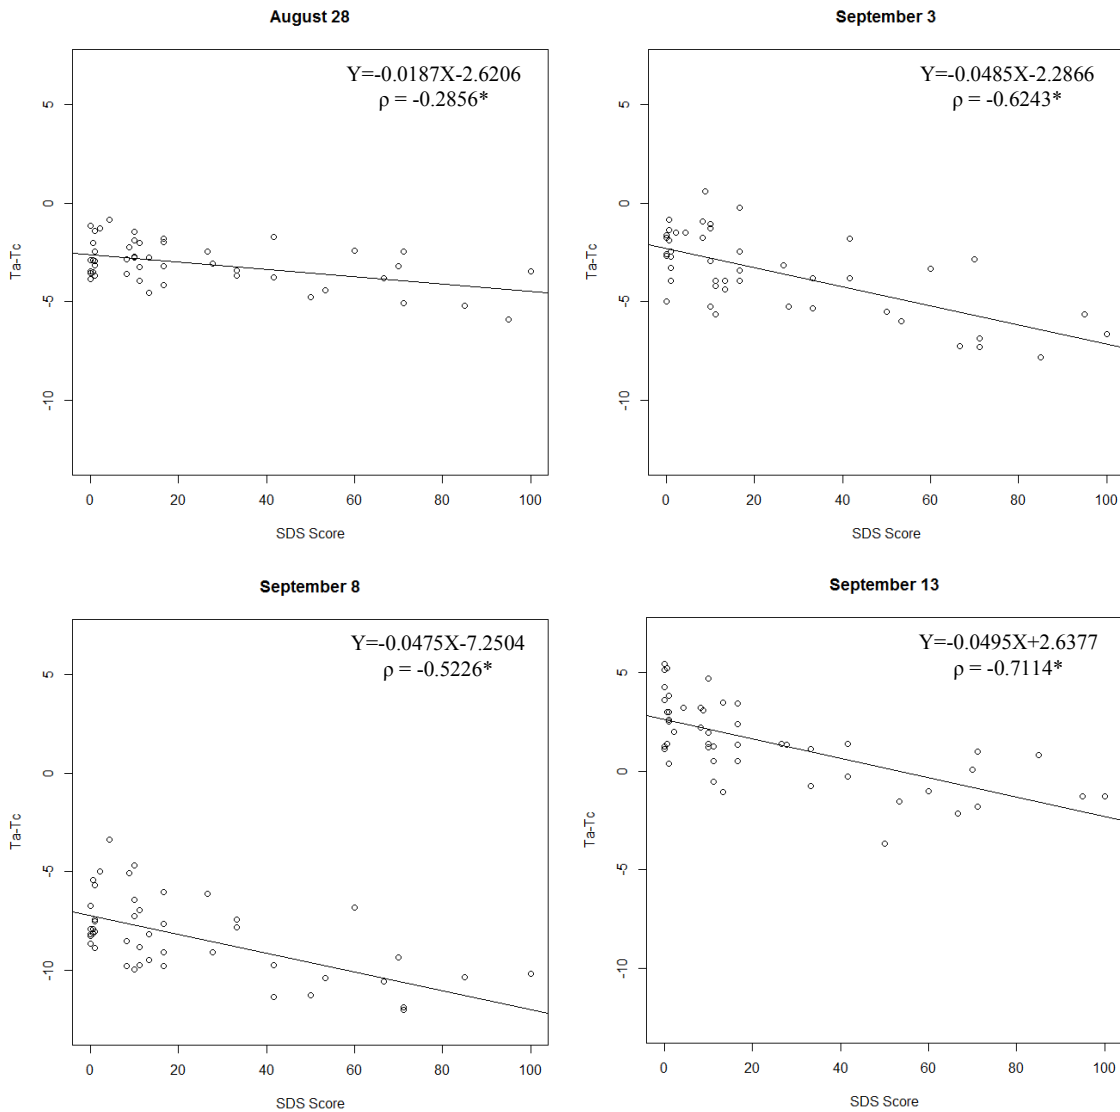 August 28
Y=-0.0187X-2.6206
ρ = -0.2856*
5
0
-5
-10
Ta-Tc
0 20 40 60 80 100
SDS Score
September 3
Y=-0.0485X-2.2866
ρ = -0.6243*
5
0
-5
-10
Ta-Tc
0 20 40 60 80 100
SDS Score
September 8
Y=-0.0475X-7.2504
ρ = -0.5226*
5
0
-5
-10
Ta-Tc
0 20 40 60 80 100
SDS Score
September 13
Y=-0.0495X+2.6377
ρ = -0.7114*
5
0
-5
-10
Ta-Tc
0 20 40 60 80 100
SDS Score